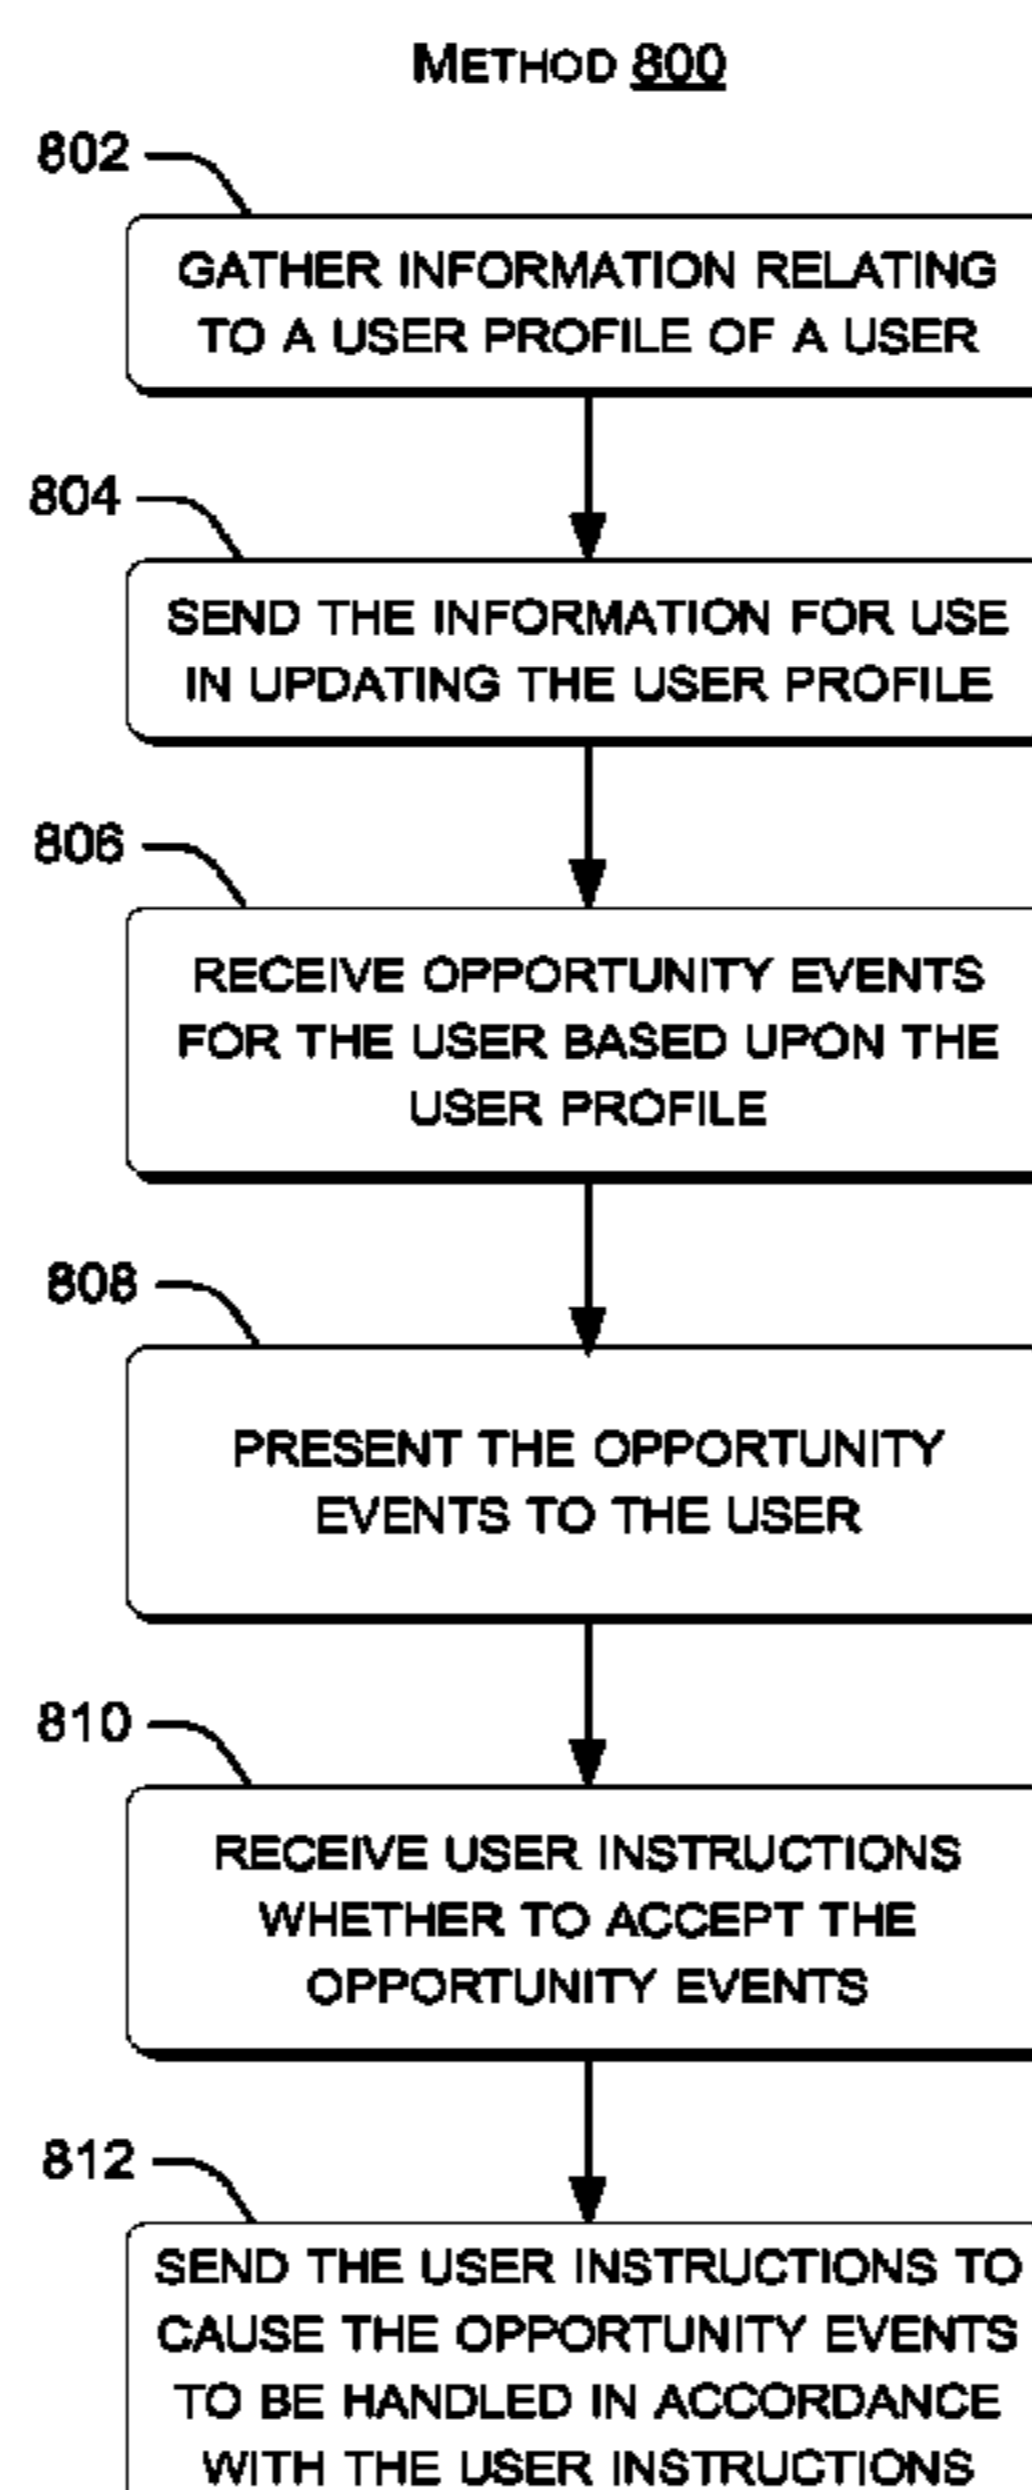 METHOD 800
802
GATHER INFORMATION RELATING
TO A USER PROFILE OF A USER
804
SEND THE INFORMATION FOR USE
IN UPDATING THE USER PROFILE
806
RECEIVE OPPORTUNITY EVENTS
FOR THE USER BASED UPON THE
USER PROFILE
808
PRESENT THE OPPORTUNITY
EVENTS TO THE USER
810
RECEIVE USER INSTRUCTIONS
WHETHER TO ACCEPT THE
OPPORTUNITY EVENTS
812
SEND THE USER INSTRUCTIONS TO
CAUSE THE OPPORTUNITY EVENTS
TO BE HANDLED IN ACCORDANCE
WITH THE USER INSTRUCTIONS